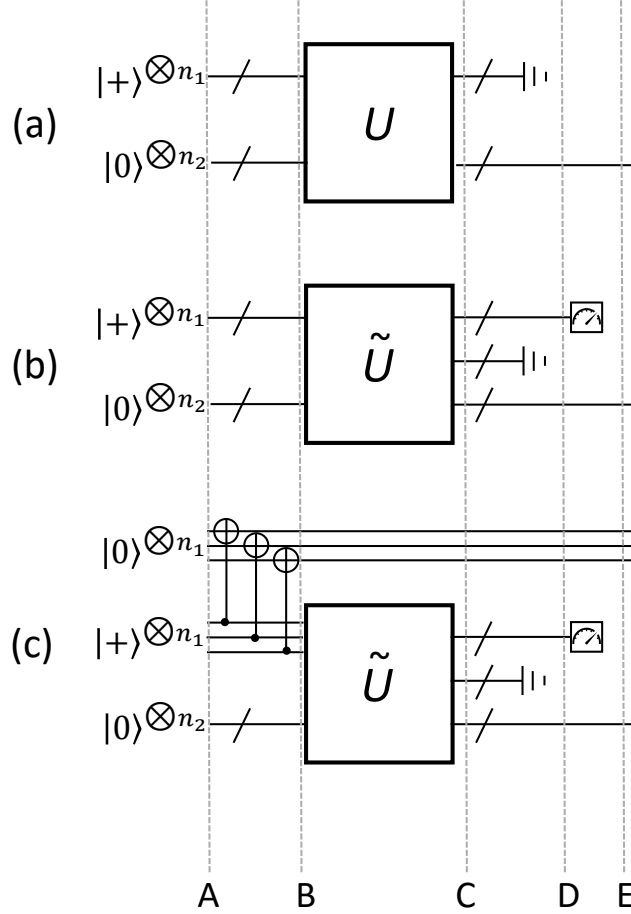 |+⟩⊗n₁
(a)
U
|0⟩⊗n₂
|+⟩⊗n₁
(b)
Ũ
|0⟩⊗n₂
|0⟩⊗n₁
|+⟩⊗n₁
(c)
Ũ
|0⟩⊗n₂
A B C D E